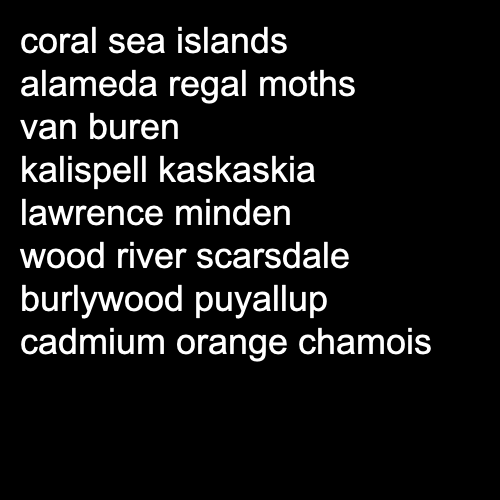 coral sea islands
alameda regal moths
van buren
kalispell kaskaskia
lawrence minden
wood river scarsdale
burlywood puyallup
cadmium orange chamois